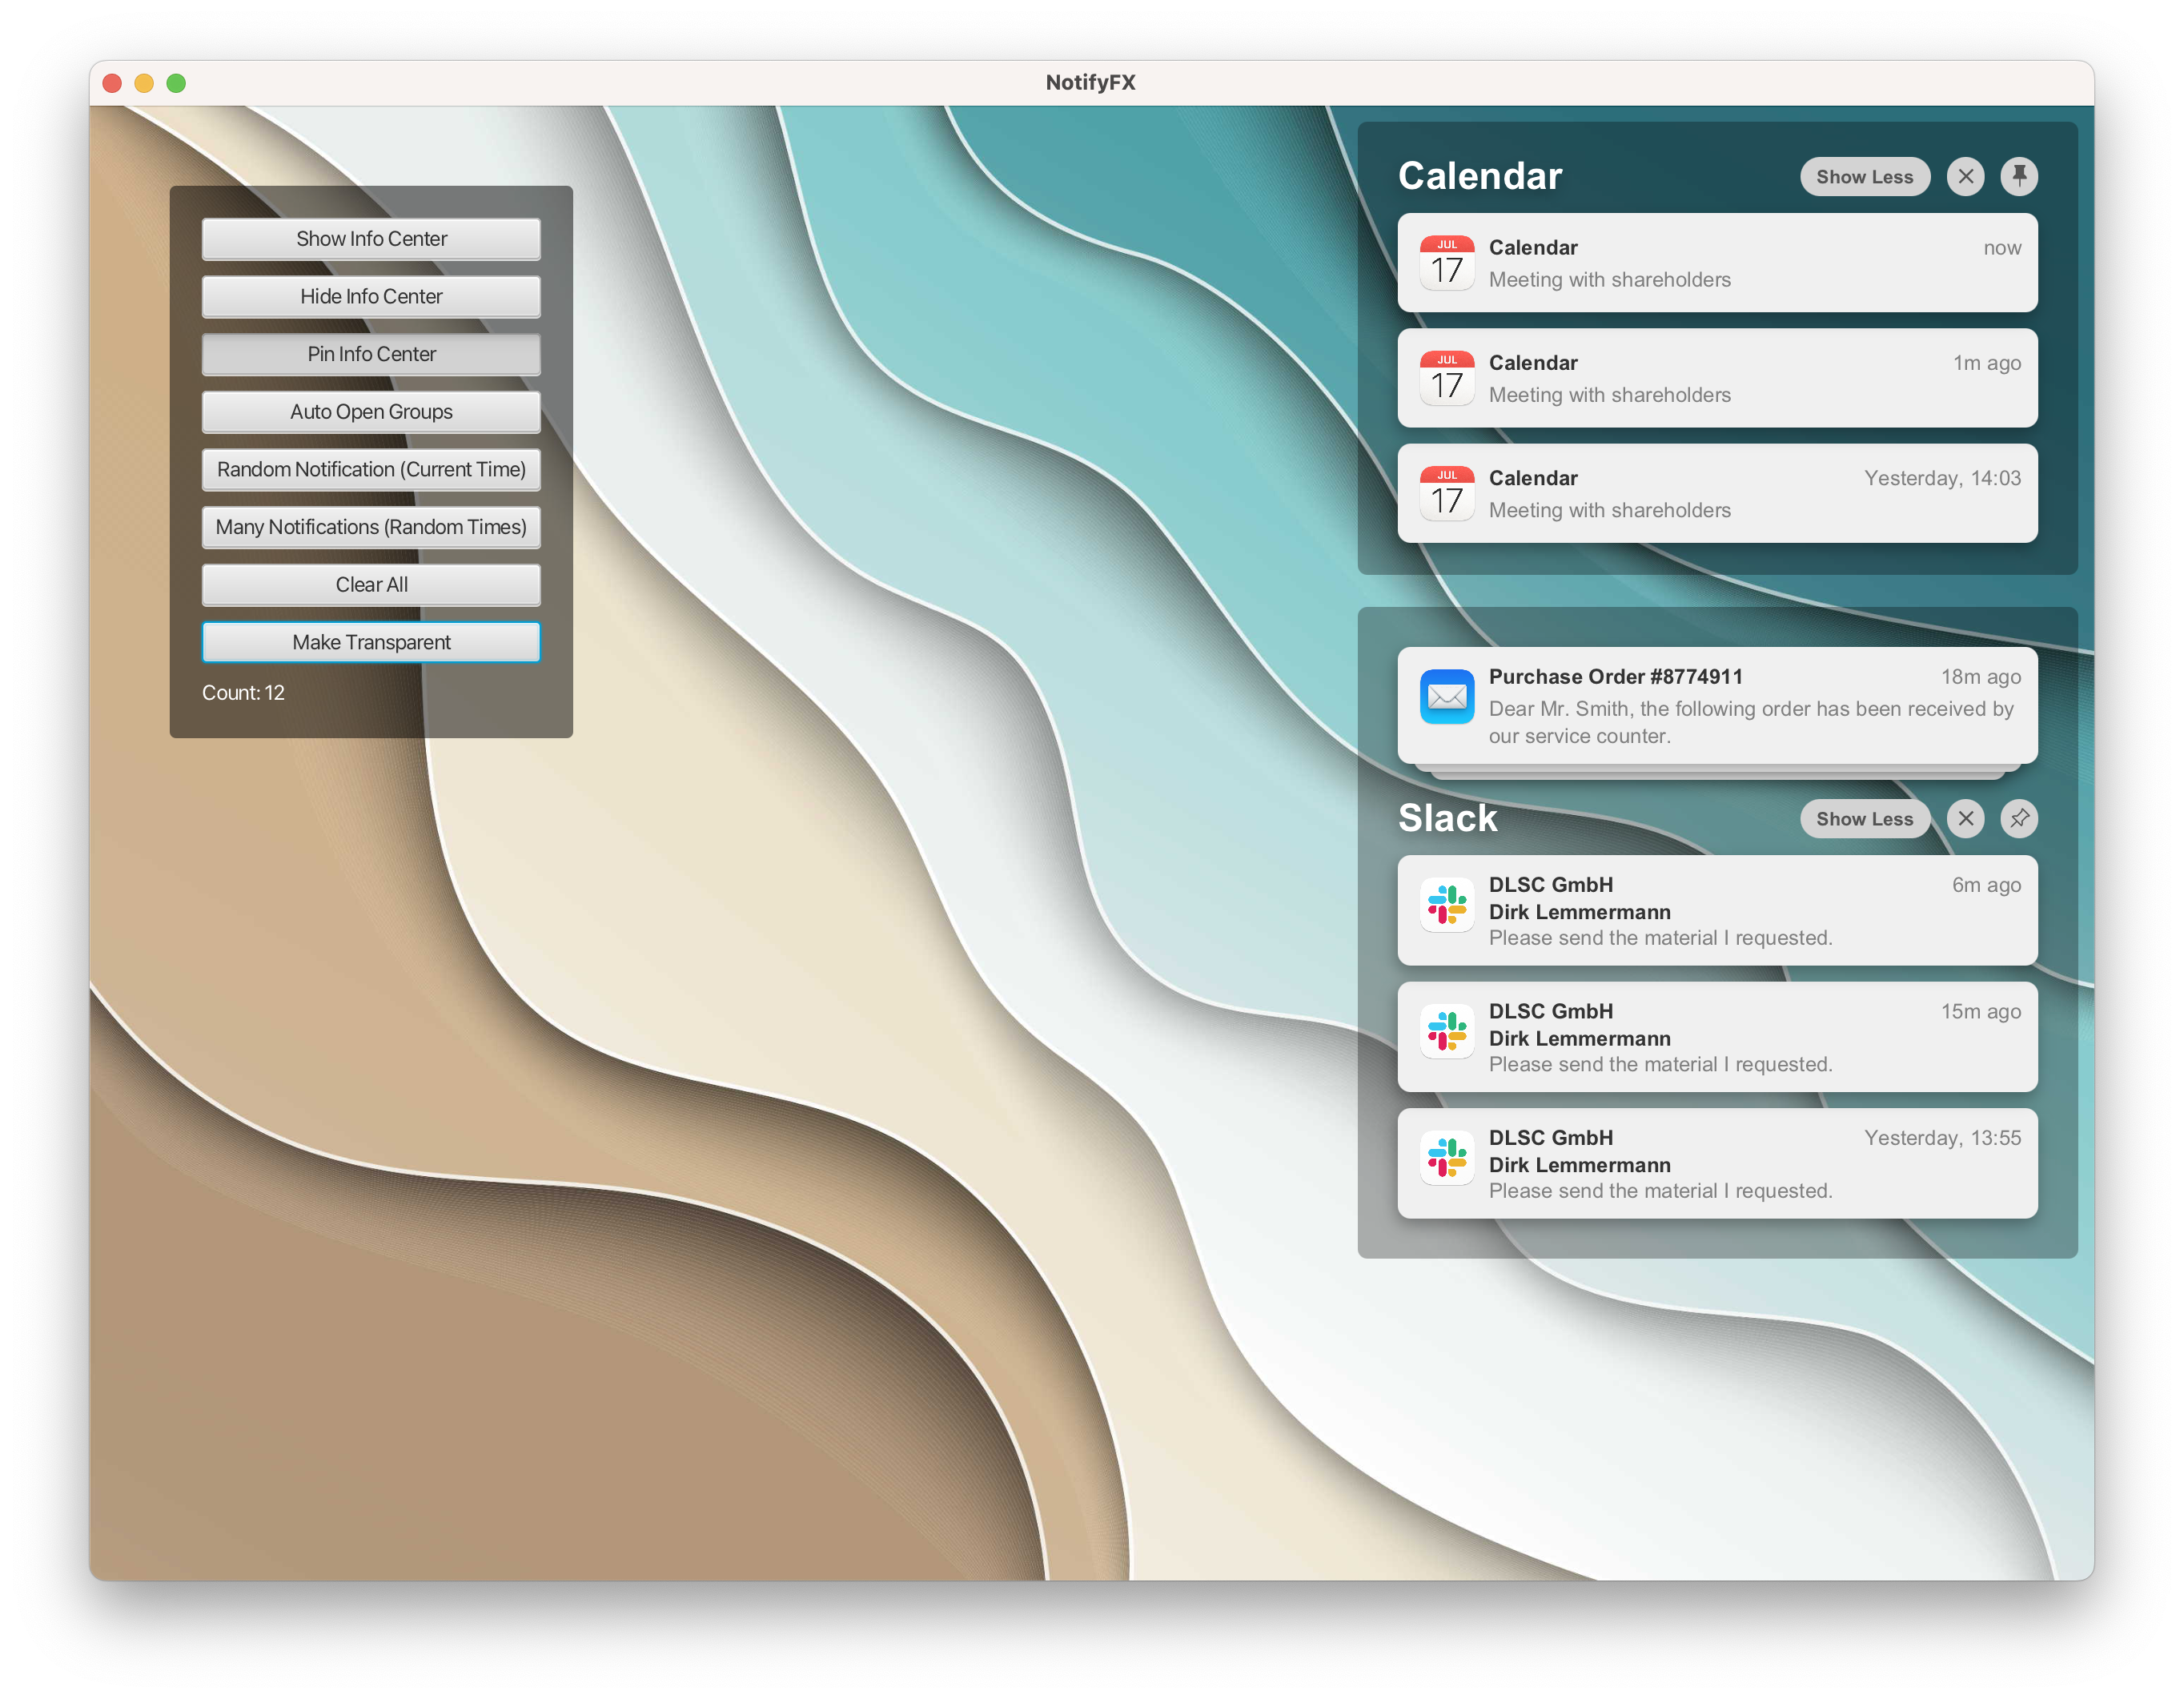 NotifyFX
Show Info Center
Hide Info Center
Pin Info Center
Auto Open Groups
Random Notification (Current Time)
Many Notifications (Random Times)
Clear All
Make Transparent
Count: 12
Calendar
Show Less
JUL
17
Calendar
now
Meeting with shareholders
JUL
17
Calendar
1m ago
Meeting with shareholders
JUL
17
Calendar
Yesterday, 14:03
Meeting with shareholders
Purchase Order #8774911
18m ago
Dear Mr. Smith, the following order has been received by
our service counter.
Slack
Show Less
DLSC GmbH
6m ago
Dirk Lemmermann
Please send the material I requested.
DLSC GmbH
15m ago
Dirk Lemmermann
Please send the material I requested.
DLSC GmbH
Yesterday, 13:55
Dirk Lemmermann
Please send the material I requested.